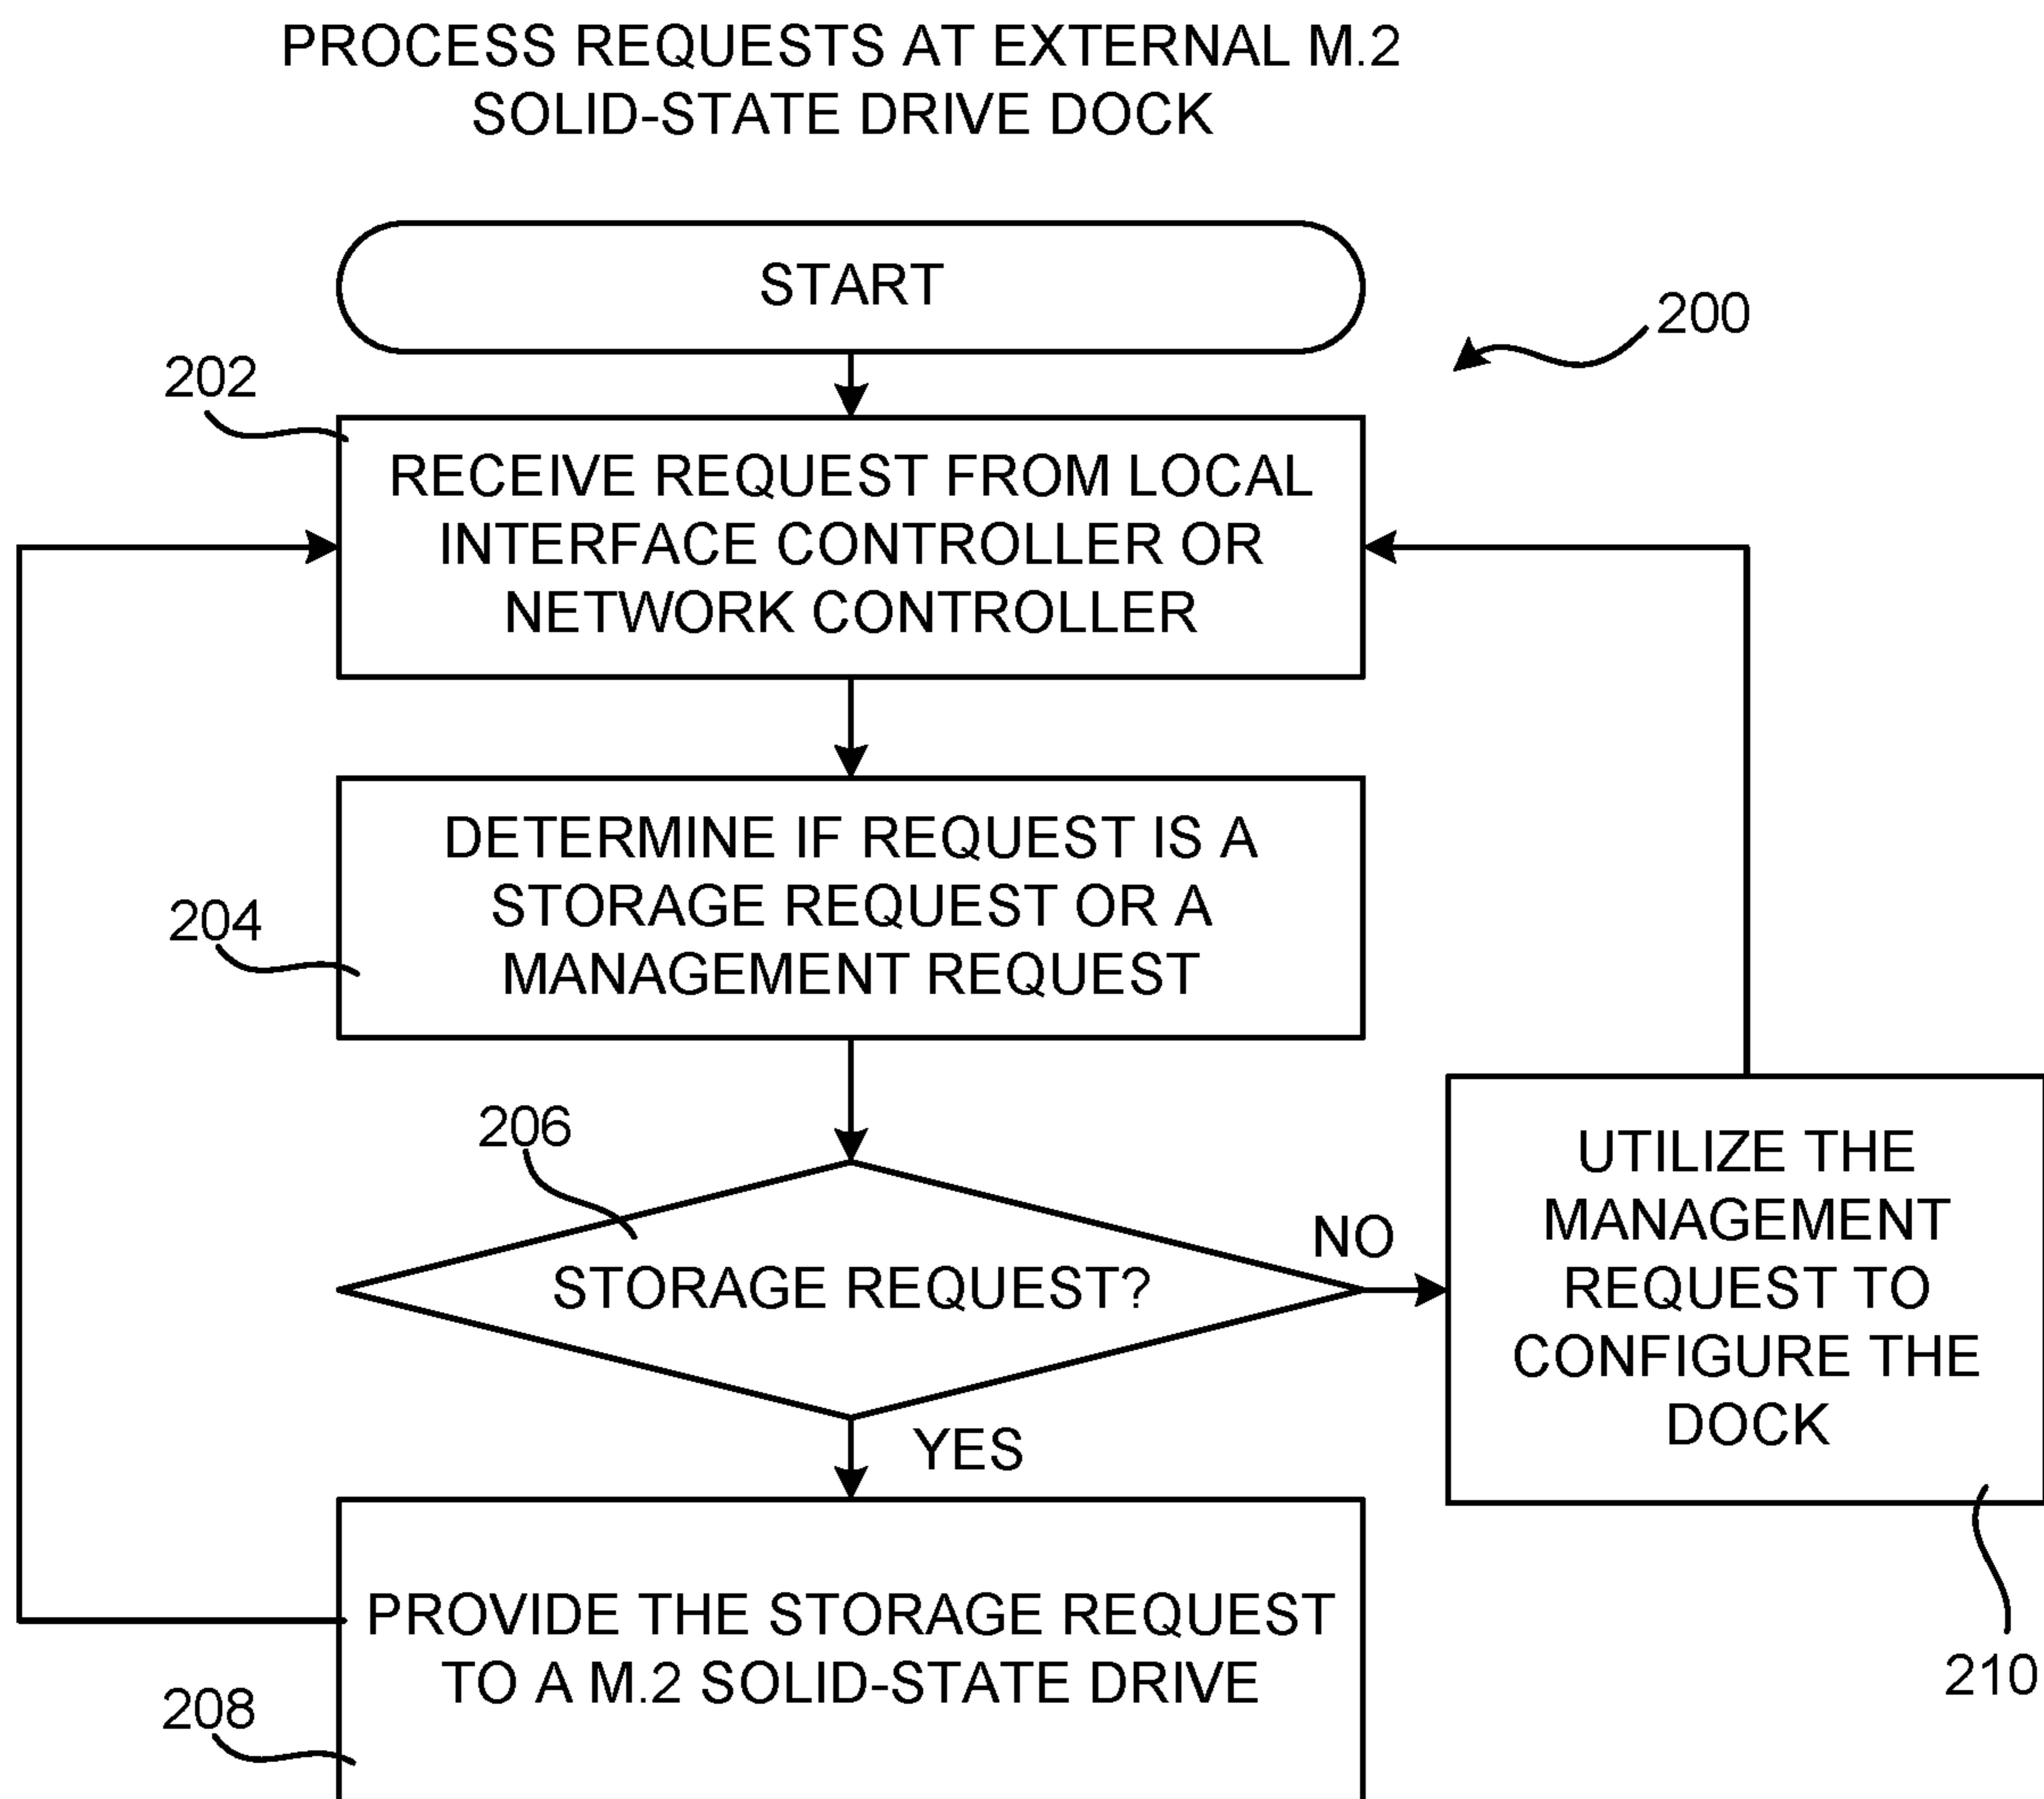 PROCESS REQUESTS AT EXTERNAL M.2
SOLID-STATE DRIVE DOCK
START
200
202
RECEIVE REQUEST FROM LOCAL
INTERFACE CONTROLLER OR
NETWORK CONTROLLER
204
DETERMINE IF REQUEST IS A
STORAGE REQUEST OR A
MANAGEMENT REQUEST
206
STORAGE REQUEST?
NO
UTILIZE THE
MANAGEMENT
REQUEST TO
CONFIGURE THE
DOCK
210
YES
PROVIDE THE STORAGE REQUEST
TO A M.2 SOLID-STATE DRIVE
208